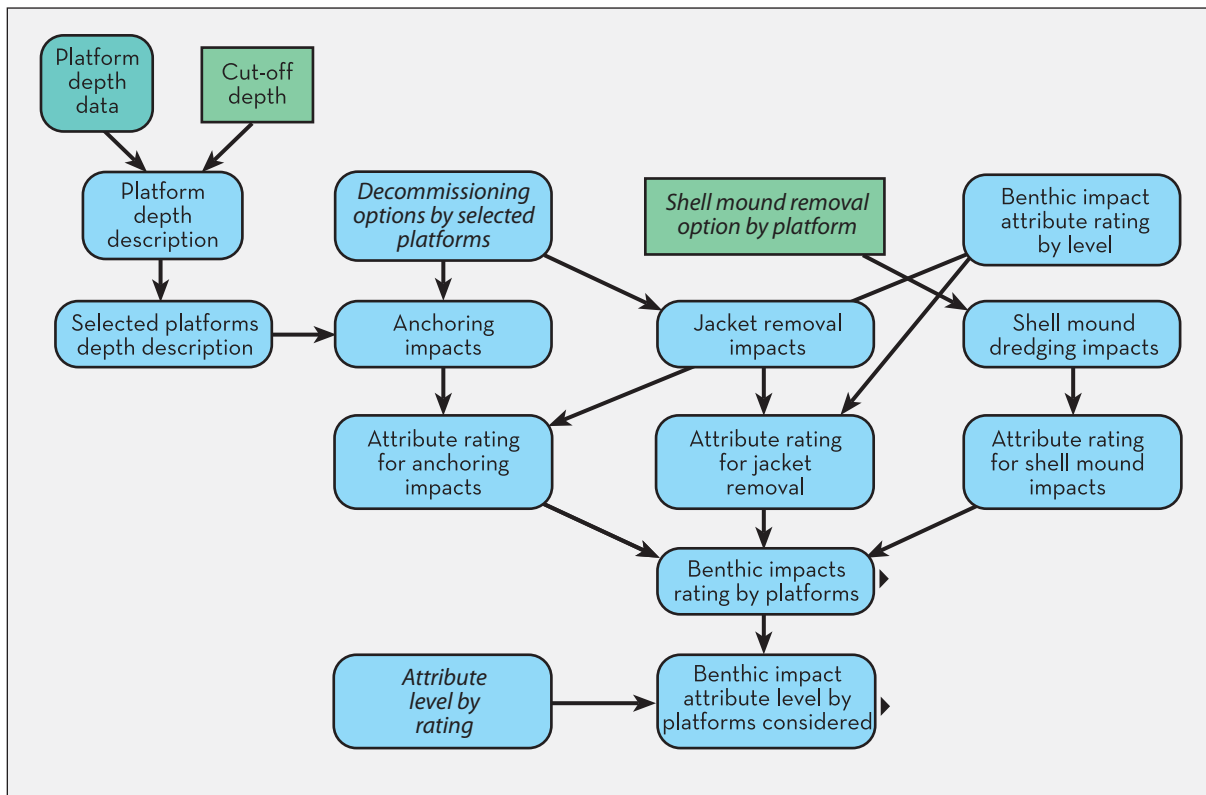 Platform
depth
data
Cut-off
depth
Platform
depth
description
Decommissioning
options by selected
platforms
Shell mound removal
option by platform
Benthic impact
attribute rating
by level
Selected platforms
depth description
Anchoring
impacts
Jacket removal
impacts
Shell mound
dredging impacts
Attribute rating
for anchoring
impacts
Attribute rating
for jacket
removal
Attribute rating
for shell mound
impacts
Benthic impacts
rating by platforms
Attribute
level by
rating
Benthic impact
attribute level by
platforms considered